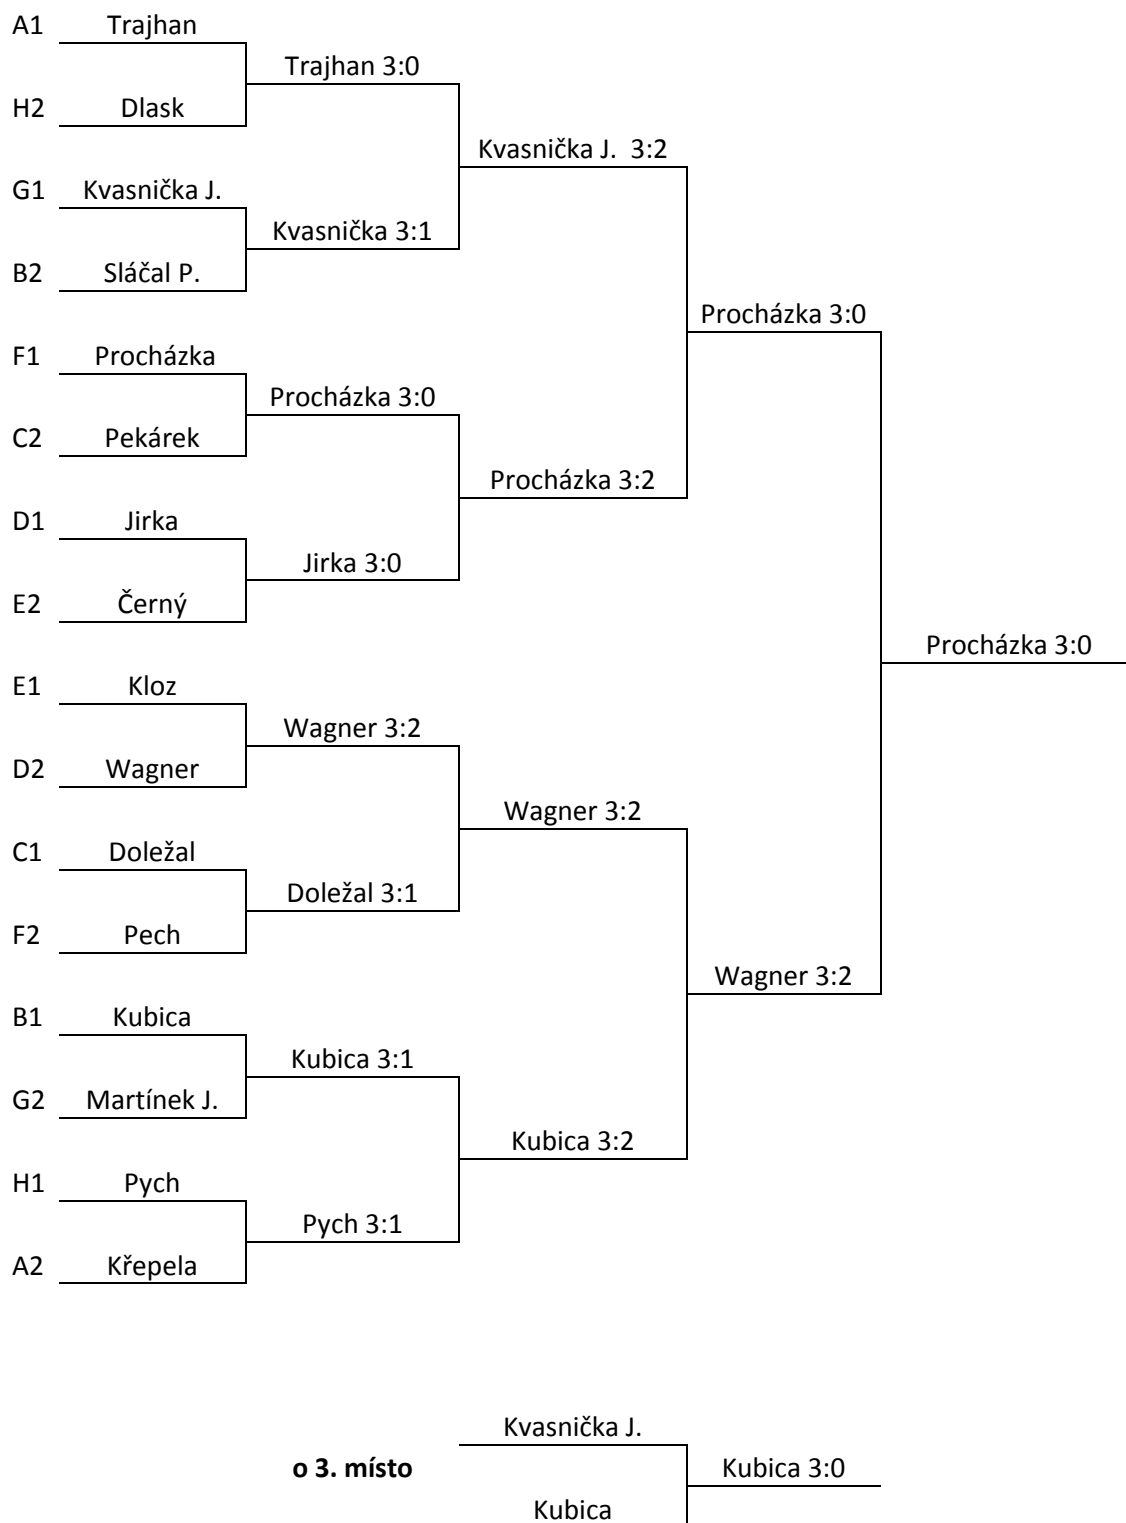 A1 Trajhan
Trajhan 3:0
H2 Dlask
Kvasnička J. 3:2
G1 Kvasnička J.
Kvasnička 3:1
B2 Sláčal P.
Procházka 3:0
F1 Procházka
Procházka 3:0
C2 Pekárek
Procházka 3:2
D1 Jirka
Jirka 3:0
E2 Černý
Procházka 3:0
E1 Kloz
Wagner 3:2
D2 Wagner
Wagner 3:2
C1 Doležal
Doležal 3:1
F2 Pech
Wagner 3:2
B1 Kubica
Kubica 3:1
G2 Martínek J.
Kubica 3:2
H1 Pych
Pych 3:1
A2 Křepela
Kvasnička J.
o 3. místo Kubica 3:0
Kubica